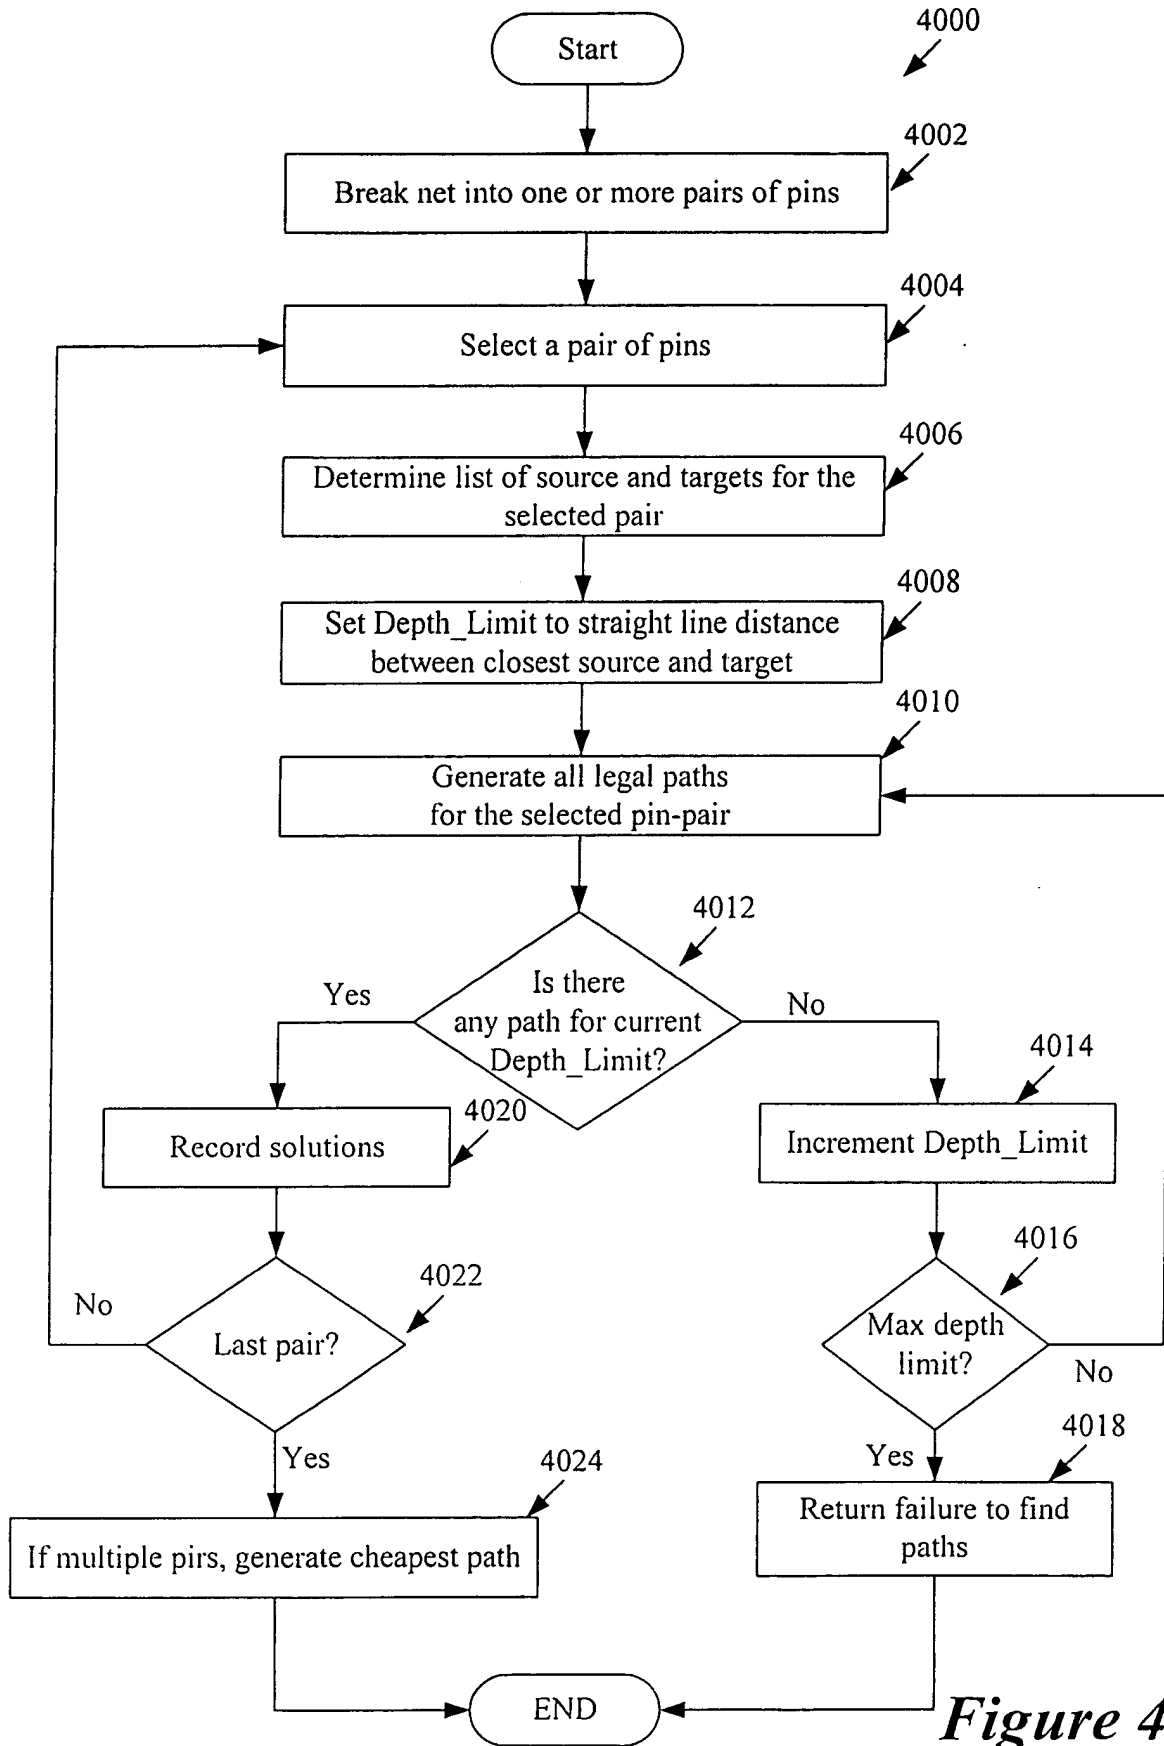 Start
4000
4002
Break net into one or more pairs of pins
4004
Select a pair of pins
4006
Determine list of source and targets for the
selected pair
4008
Set Depth_Limit to straight line distance
between closest source and target
4010
Generate all legal paths
for the selected pin-pair
4012
Is there
any path for current
Depth_Limit?
Yes
No
4014
Increment Depth_Limit
4020
Record solutions
4016
Max depth
limit?
No
4022
Last pair?
No
Yes
4018
Yes
Return failure to find
paths
4024
If multiple pirs, generate cheapest path
END
Figure 4